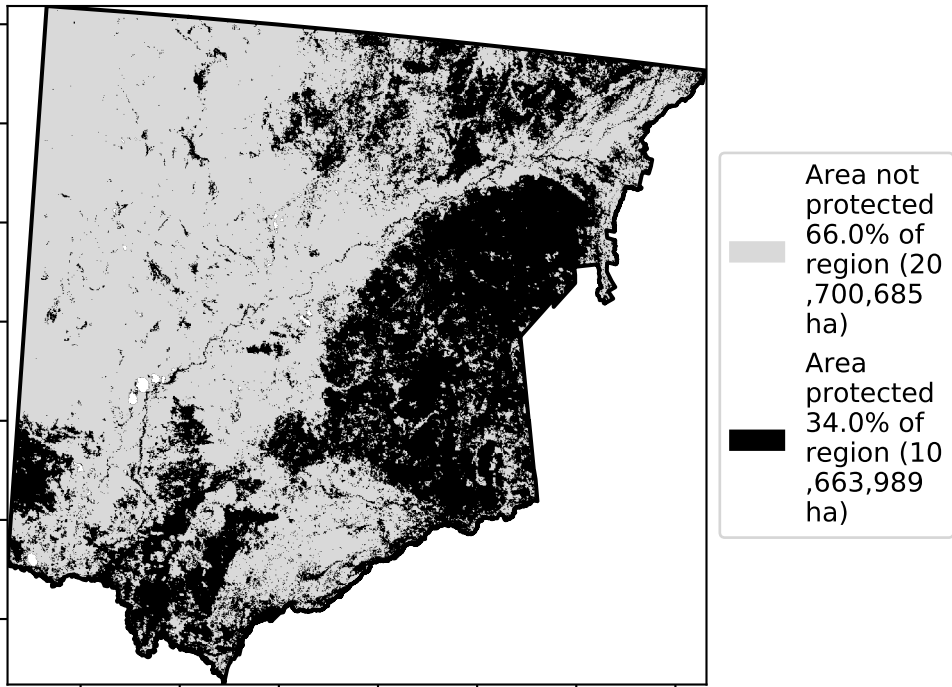 Area not
protected
66.0% of
region (20
,700,685
ha)
Area
protected
34.0% of
region (10
,663,989
ha)